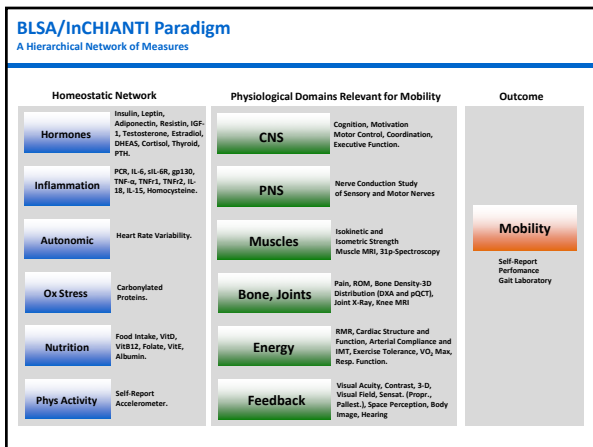 BLSA/InCHIANTI Paradigm
A Hierarchical Network of Measures
Homeostatic Network
Physiological Domains Relevant for Mobility
Outcome
Hormones
Insulin, Leptin,
Adiponectin, Resistin, IGF-
1, Testosterone, Estradiol,
DHEAS, Cortisol, Thyroid,
PTH.
Inflammation
PCR, IL-6, sIL-6R, gp130,
TNF-α, TNFr1, TNFr2, IL-
18, IL-15, Homocysteine.
Autonomic
Heart Rate Variability.
Ox Stress
Carbonylated
Proteins.
Nutrition
Food Intake, VitD,
VitB12, Folate, VitE,
Albumin.
Phys Activity
Self-Report
Accelerometer.
CNS
Cognition, Motivation
Motor Control, Coordination,
Executive Function.
PNS
Nerve Conduction Study
of Sensory and Motor Nerves
Muscles
Isokinetic and
Isometric Strength
Muscle MRI, 31p-Spectroscopy
Bone, Joints
Pain, ROM, Bone Density-3D
Distribution (DXA and pQCT),
Joint X-Ray, Knee MRI
Energy
RMR, Cardiac Structure and
Function, Arterial Compliance and
IMT, Exercise Tolerance, VO₂ Max,
Resp. Function.
Feedback
Visual Acuity, Contrast, 3-D,
Visual Field, Sensat. (Propr.,
Pallest.), Space Perception, Body
Image, Hearing
Mobility
Self-Report
Perfomance
Gait Laboratory